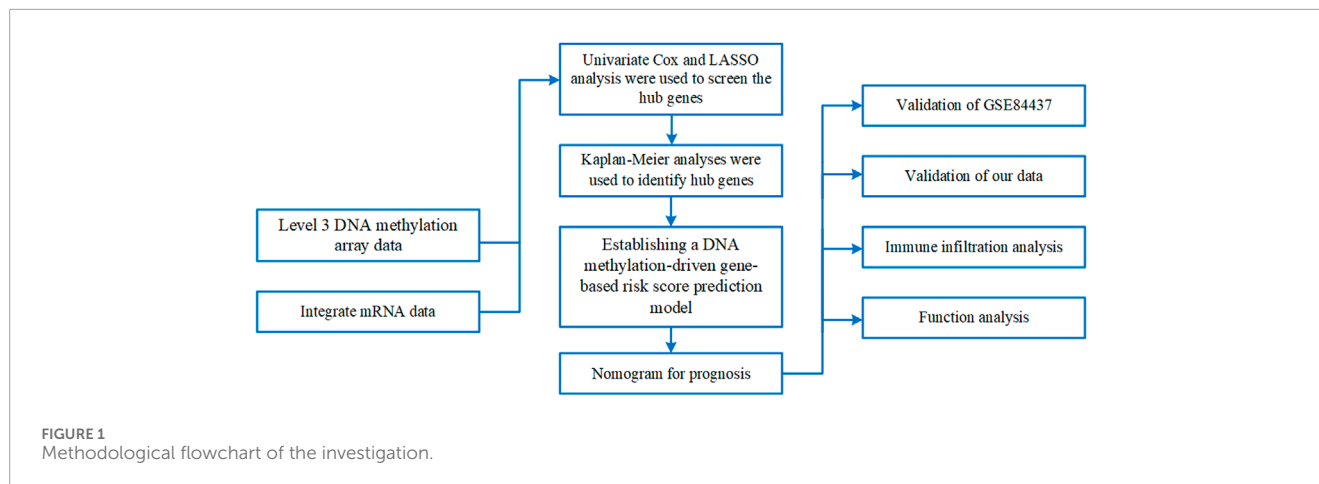 Level 3 DNA methylation
array data
Integrate mRNA data
Univariate Cox and LASSO
analysis were used to screen the
hub genes
Kaplan-Meier analyses were
used to identify hub genes
Establishing a DNA
methylation-driven gene-
based risk score prediction
model
Nomogram for prognosis
Validation of GSE84437
Validation of our data
Immune infiltration analysis
Function analysis
FIGURE 1
Methodological flowchart of the investigation.